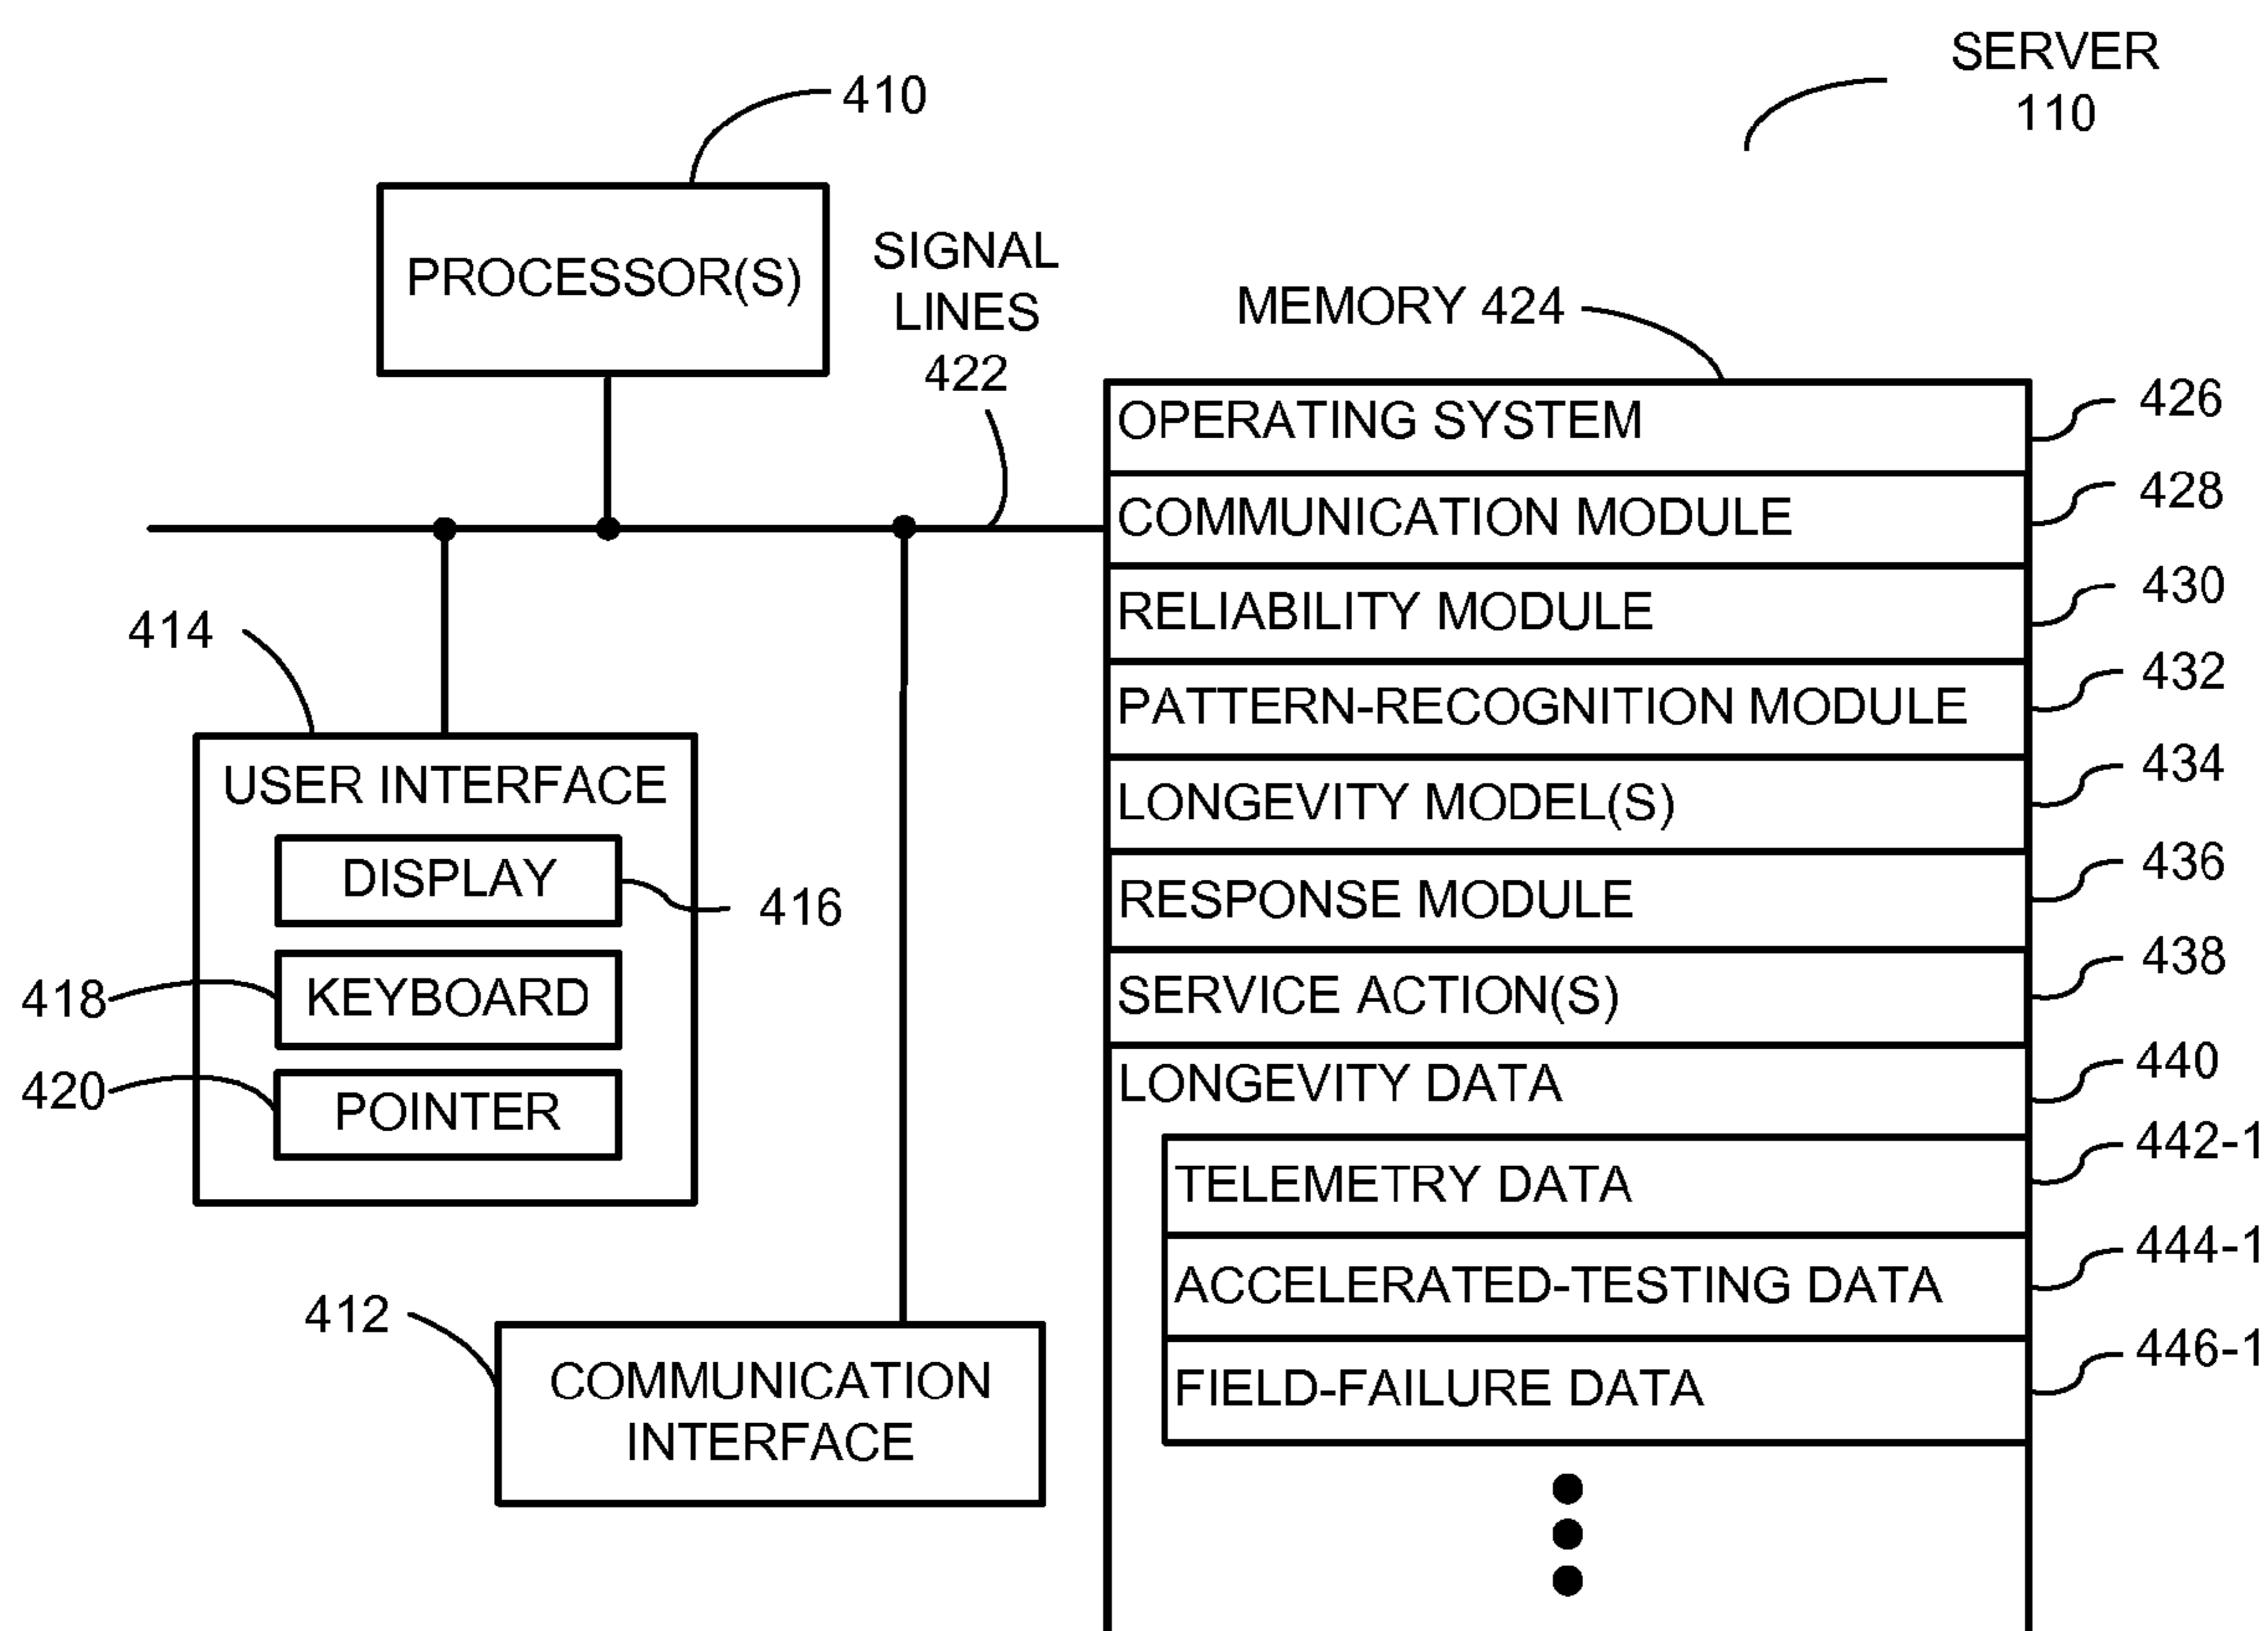 SERVER
110
410
PROCESSOR(S)
SIGNAL
LINES
422
MEMORY 424
OPERATING SYSTEM
426
COMMUNICATION MODULE
428
RELIABILITY MODULE
430
PATTERN-RECOGNITION MODULE
432
LONGEVITY MODEL(S)
434
RESPONSE MODULE
436
SERVICE ACTION(S)
438
LONGEVITY DATA
440
TELEMETRY DATA
442-1
ACCELERATED-TESTING DATA
444-1
FIELD-FAILURE DATA
446-1
414
USER INTERFACE
DISPLAY
416
418
KEYBOARD
420
POINTER
412
COMMUNICATION
INTERFACE